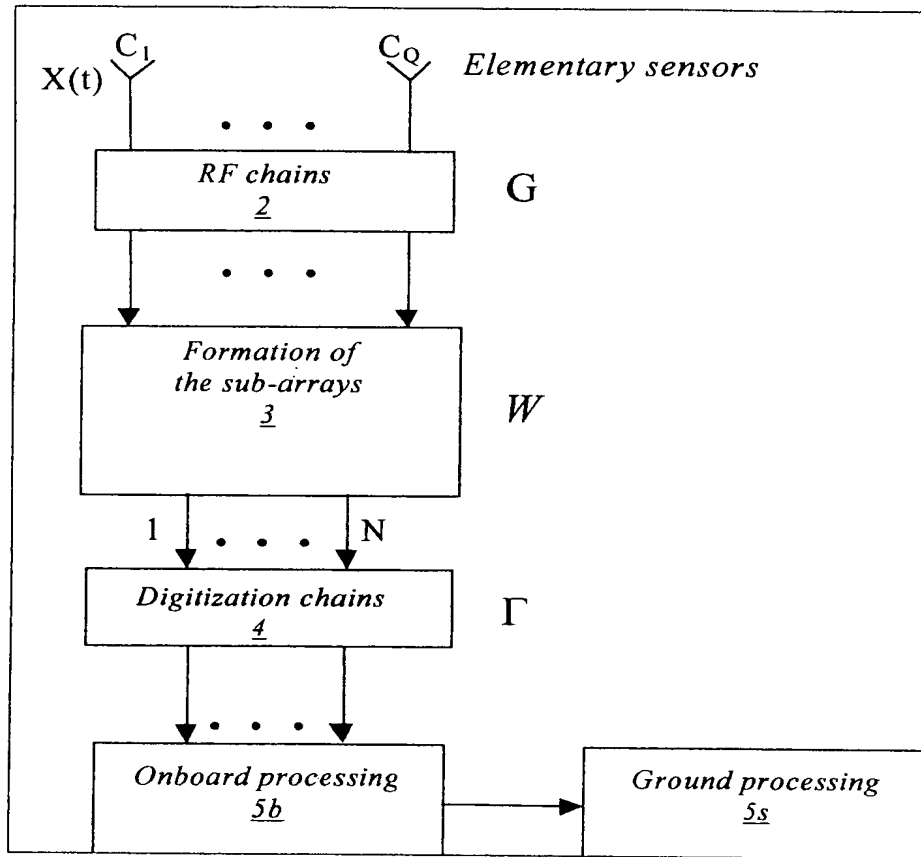 C1 CQ
X(t) Elementary sensors
• • •
RF chains
2
G
• • •
Formation of
the sub-arrays
3
W
1 • • • N
Digitization chains
4
Γ
• • •
Onboard processing
5b
Ground processing
5s